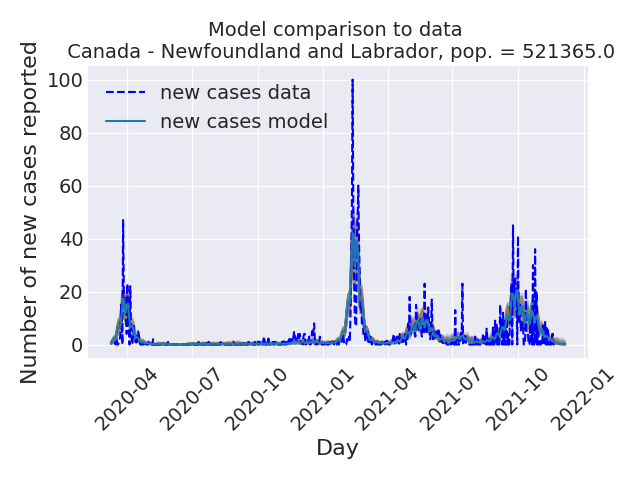 Model comparison to data
Canada - Newfoundland and Labrador, pop. = 521365.0
Number of new cases reported
100
80
60
40
20
0
new cases data
new cases model
2020-04
2020-07
2020-10
2021-01
2021-04
2021-07
2021-10
2022-01
Day